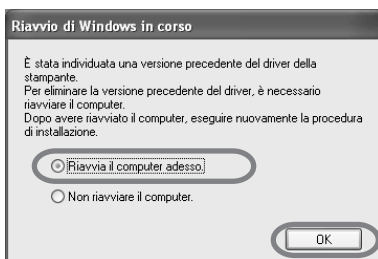 Riavvio di Windows in corso
È stata individuata una versione precedente del driver della
stampante.
Per eliminare la versione precedente del driver, è necessario
riavviare il computer.
Dopo avere riavviato il computer, eseguire nuovamente la procedura
di installazione.
Riavvia il computer adesso.
Non riavviare il computer.
OK